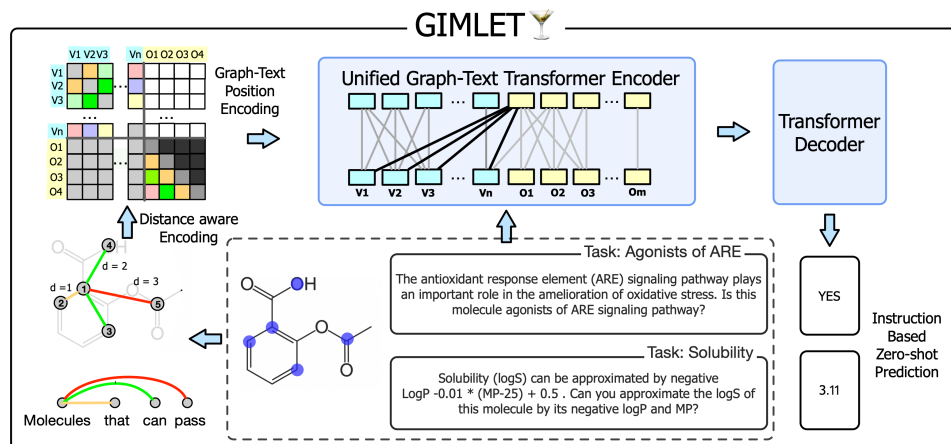 GIMLET
V1 V2 V3 Vn O1 O2 O3 O4
V1
V2
V3
...
Vn
O1
O2
O3
O4
Graph-Text
Position
Encoding
Distance aware
Encoding
Unified Graph-Text Transformer Encoder
...
...
V1 V2 V3 Vn O1 O2 O3 Om
Transformer
Decoder
4
OH
d = 2
d =1
1
d = 3
O
2
5
3
O
Molecules that can pass
O
OH
O
O
Task: Agonists of ARE
The antioxidant response element (ARE) signaling pathway plays
an important role in the amelioration of oxidative stress. Is this
molecule agonists of ARE signaling pathway?
Task: Solubility
Solubility (logS) can be approximated by negative
LogP -0.01 * (MP-25) + 0.5 . Can you approximate the logS of
this molecule by its negative logP and MP?
YES
3.11
Instruction
Based
Zero-shot
Prediction